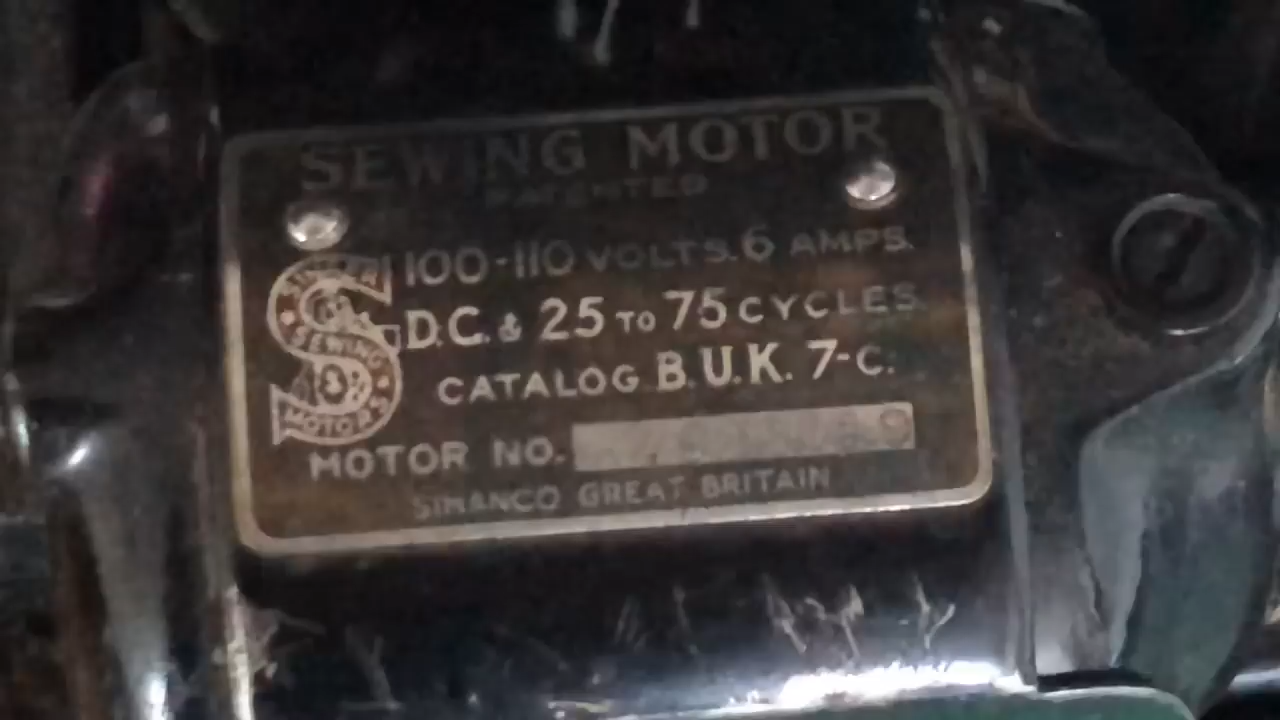 SEWING MOTOR
PATENTED
100-110 VOLTS .6 AMPS.
D.C. & 25 TO 75 CYCLES
CATALOG B.U.K. 7-C.
MOTOR NO.
SIMANCO GREAT BRITAIN
SINGER
SEWING
MOTORS